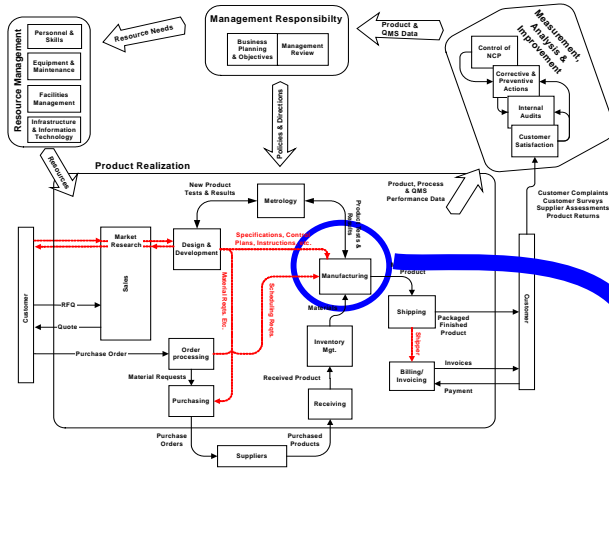 Management Responsibilty
Business
Planning
& Objectives
Management
Review
Resource Management
Personnel &
Skills
Equipment &
Maintenance
Facilities
Management
Infrastructure
& Information
Technology
Resource Needs
Product &
QMS Data
Measurement,
Analysis &
Improvement
Control of
NCP
Corrective &
Preventive
Actions
Internal
Audits
Customer
Satisfaction
Policies & Directions
Resources
Product Realization
New Product
Tests & Results
Metrology
Product, Process
& QMS
Performance Data
Customer Complaints
Customer Surveys
Supplier Assessments
Product Returns
Customer
Market
Research
Sales
Design &
Development
Specifications, Control
Plans, Instructions, Etc.
Product Tests &
Results
Manufacturing
Product
Material Reqts. Etc.
Scheduling Reqts.
RFQ
Quote
Purchase Order
Order
processing
Material Requests
Purchasing
Inventory
Mgt.
Received Product
Receiving
Shipping
Packaged
Finished
Product
Shipper
Billing/
Invoicing
Invoices
Payment
Customer
Purchase
Orders
Suppliers
Purchased
Products